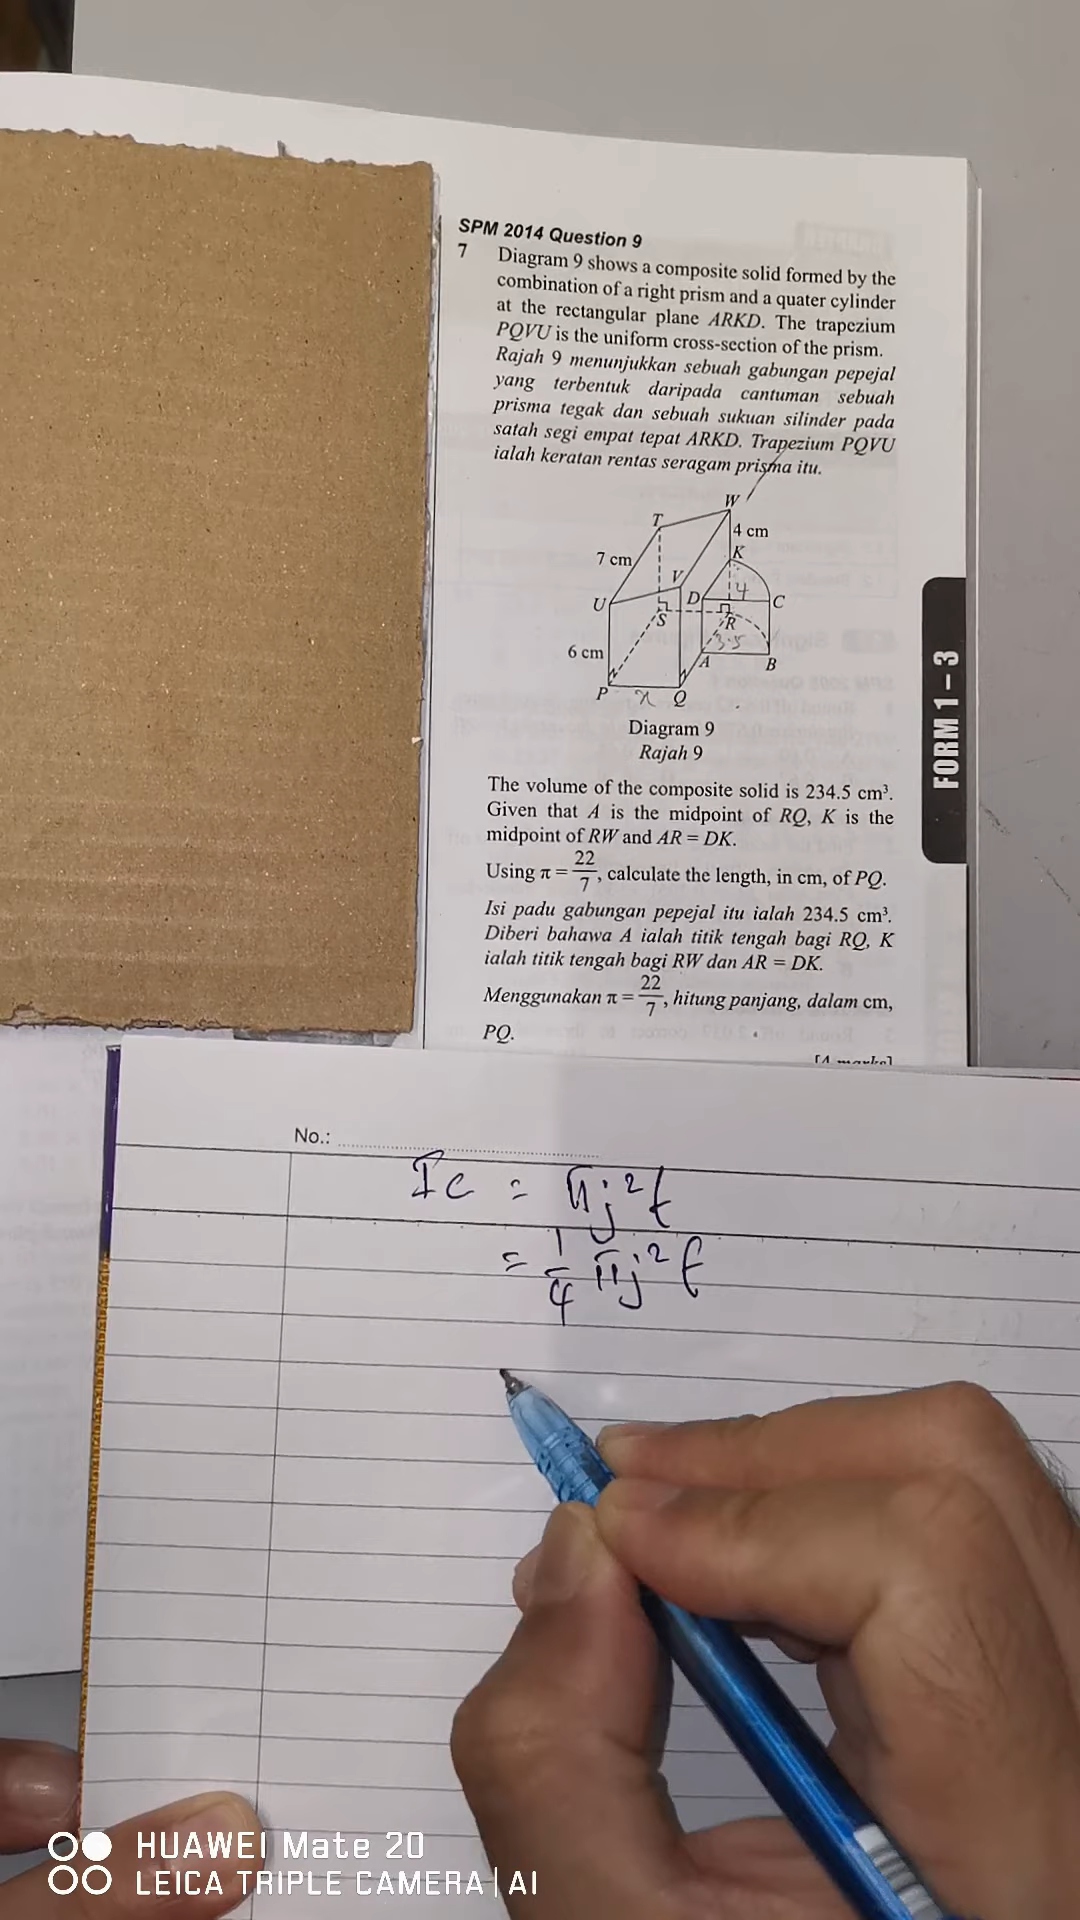 SPM 2014 Question 9
7 Diagram 9 shows a composite solid formed by the
combination of a right prism and a quater cylinder
at the rectangular plane ARKD. The trapezium
PQVU is the uniform cross-section of the prism.
Rajah 9 menunjukkan sebuah gabungan pepejal
yang terbentuk daripada cantuman sebuah
prisma tegak dan sebuah sukuan silinder pada
satah segi empat tepat ARKD. Trapezium PQVU
ialah keratan rentas seragam prisma itu.
W
T
4 cm
K
7 cm
V
4
U
D
C
S
R
3.5
6 cm
A
B
P
x
Q
Diagram 9
Rajah 9
The volume of the composite solid is 234.5 cm³.
Given that A is the midpoint of RQ, K is the
midpoint of RW and AR = DK.
Using π = 22/7, calculate the length, in cm, of PQ.
Isi padu gabungan pepejal itu ialah 234.5 cm³.
Diberi bahawa A ialah titik tengah bagi RQ, K
ialah titik tengah bagi RW dan AR = DK.
Menggunakan π = 22/7, hitung panjang, dalam cm,
PQ.
FORM 1 – 3
No.:
Ic = πj²t
= 1/4 πj²t
HUAWEI Mate 20
LEICA TRIPLE CAMERA | AI